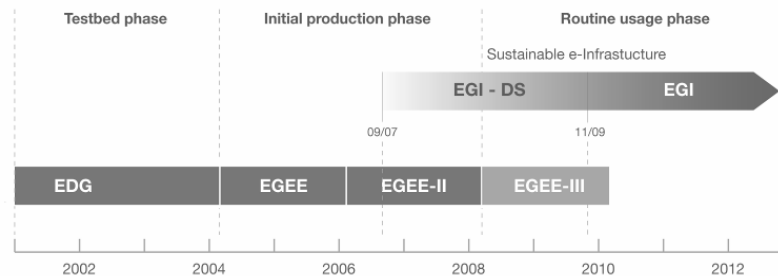 Testbed phase
Initial production phase
Routine usage phase
Sustainable e-Infrastucture
EGI - DS
EGI
09/07
11/09
EDG
EGEE
EGEE-II
EGEE-III
2002
2004
2006
2008
2010
2012